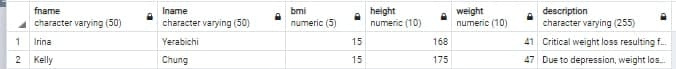 fname lname bmi height weight description
character varying (50) character varying (50) numeric (5) numeric (10) numeric (10) character varying (255)
1 Irina Yerabichi 15 168 41 Critical weight loss resulting f...
2 Kelly Chung 15 175 47 Due to depression, weight los...